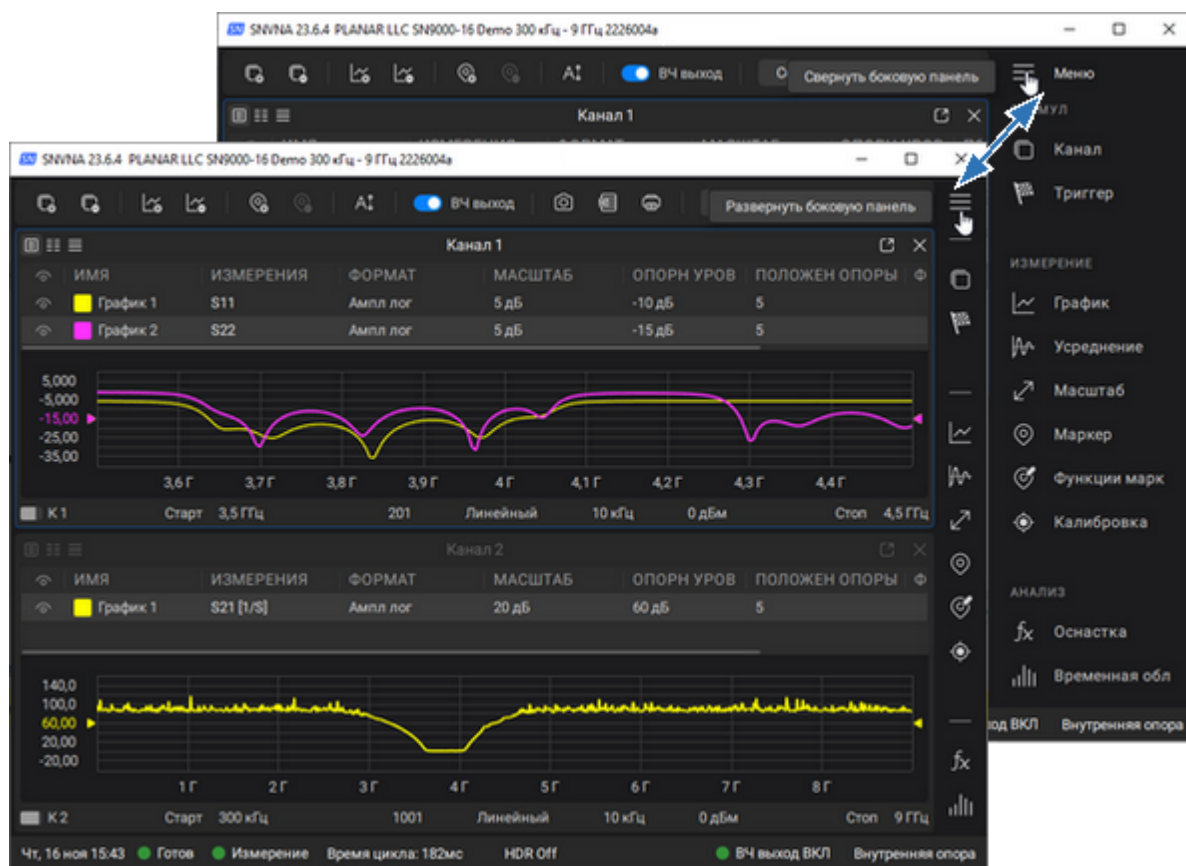 SNVNA 23.6.4 PLANAR LLC SN9000-16 Demo 300 кГц - 9 ГГц 2226004a
ВЧ выход
Свернуть боковую панель
Меню
Канал 1
Канал
Триггер
ИЗМЕРЕНИЕ
График
Усреднение
Масштаб
Маркер
Функции марк
Калибровка
АНАЛИЗ
Оснастка
Временная обл
од ВКЛ Внутренняя опора
SNVNA 23.6.4 PLANAR LLC SN9000-16 Demo 300 кГц - 9 ГГц 2226004a
ВЧ выход
Развернуть боковую панель
Канал 1
ИМЯ ИЗМЕРЕНИЯ ФОРМАТ МАСШТАБ ОПОРН УРОВ ПОЛОЖЕН ОПОРЫ Ф
График 1 S11 Ампл лог 5 дБ -10 дБ 5
График 2 S22 Ампл лог 5 дБ -15 дБ 5
5,000
-5,000
-15,00
-25,00
-35,00
3,6 Г 3,7 Г 3,8 Г 3,9 Г 4 Г 4,1 Г 4,2 Г 4,3 Г 4,4 Г
К 1 Старт 3,5 ГГц 201 Линейный 10 кГц 0 дБм Стоп 4,5 ГГц
Канал 2
ИМЯ ИЗМЕРЕНИЯ ФОРМАТ МАСШТАБ ОПОРН УРОВ ПОЛОЖЕН ОПОРЫ Ф
График 1 S21 [1/S] Ампл лог 20 дБ 60 дБ 5
140,0
100,0
60,00
20,00
-20,00
1 Г 2 Г 3 Г 4 Г 5 Г 6 Г 7 Г 8 Г
К 2 Старт 300 кГц 1001 Линейный 10 кГц 0 дБм Стоп 9 ГГц
fx
Чт, 16 ноя 15:43 Готов Измерение Время цикла: 182мс HDR Off ВЧ выход ВКЛ Внутренняя опора